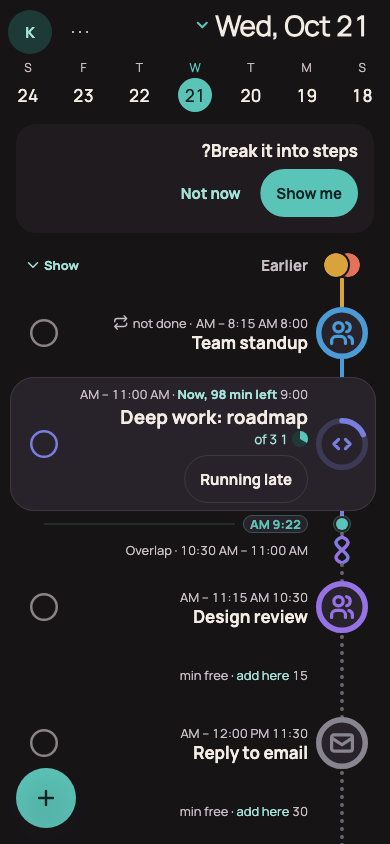 K
···
Wed, Oct 21
S F T W T M S
24 23 22 21 20 19 18
?Break it into steps
Not now
Show me
Show
Earlier
not done · AM – 8:15 AM 8:00
Team standup
AM – 11:00 AM · Now, 98 min left 9:00
Deep work: roadmap
of 3 1
Running late
AM 9:22
Overlap · 10:30 AM – 11:00 AM
AM – 11:15 AM 10:30
Design review
min free · add here 15
AM – 12:00 PM 11:30
Reply to email
min free · add here 30